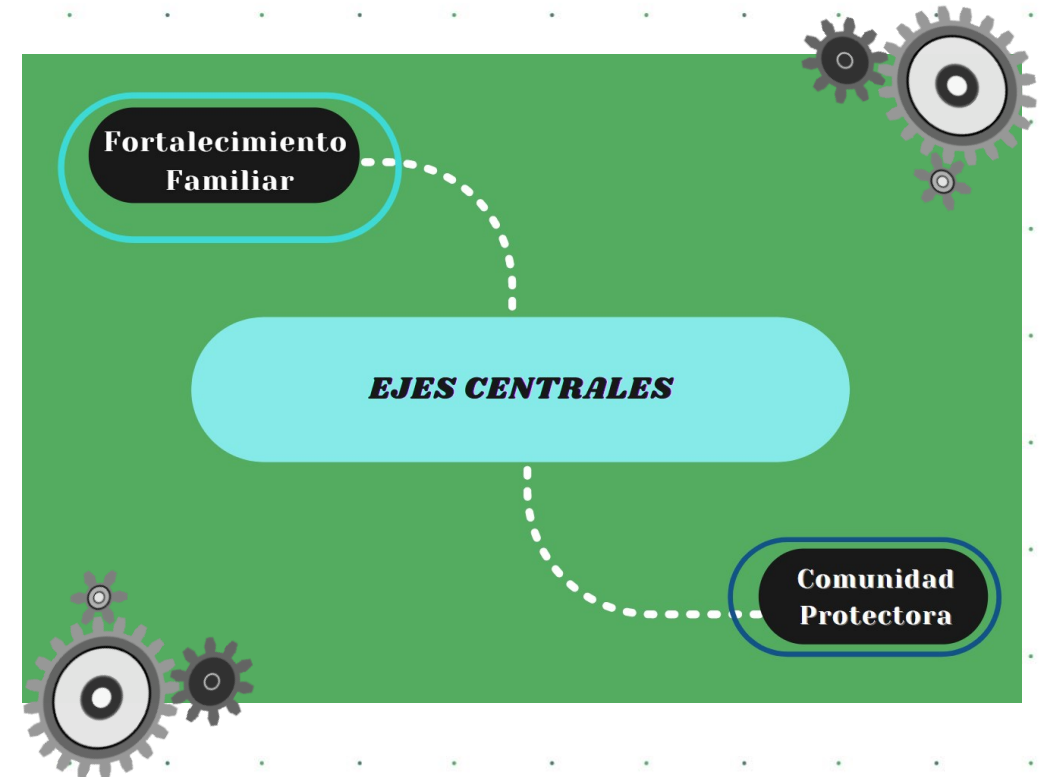 Fortalecimiento
Familiar
EJES CENTRALES
Comunidad
Protectora